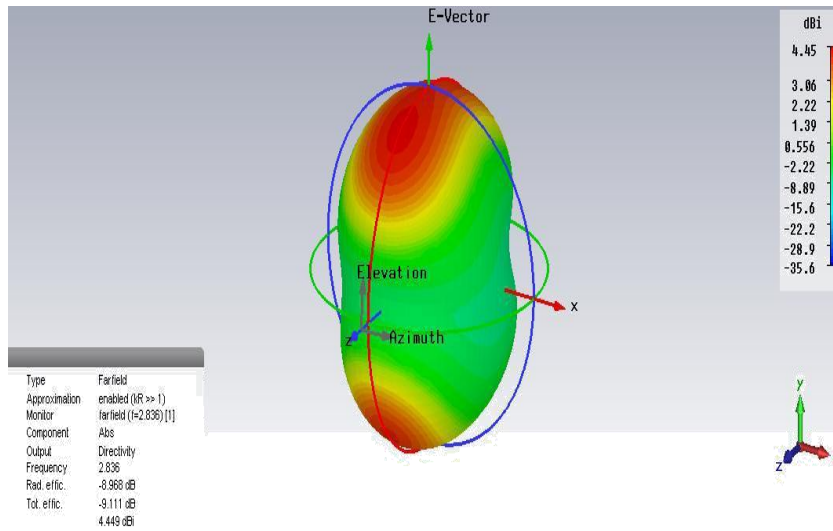 E-Vector
dBi
4.45
3.06
2.22
1.39
0.556
-2.22
-8.89
-15.6
-22.2
-28.9
-35.6
Elevation
x
z
Azimuth
Type Farfield
Approximation enabled (kR >> 1)
Monitor farfield (f=2.836) [1]
Component Abs
Output Directivity
Frequency 2.836
Rad. effic. -8.968 dB
Tot. effic. -9.111 dB
4.449 dBi
y
z